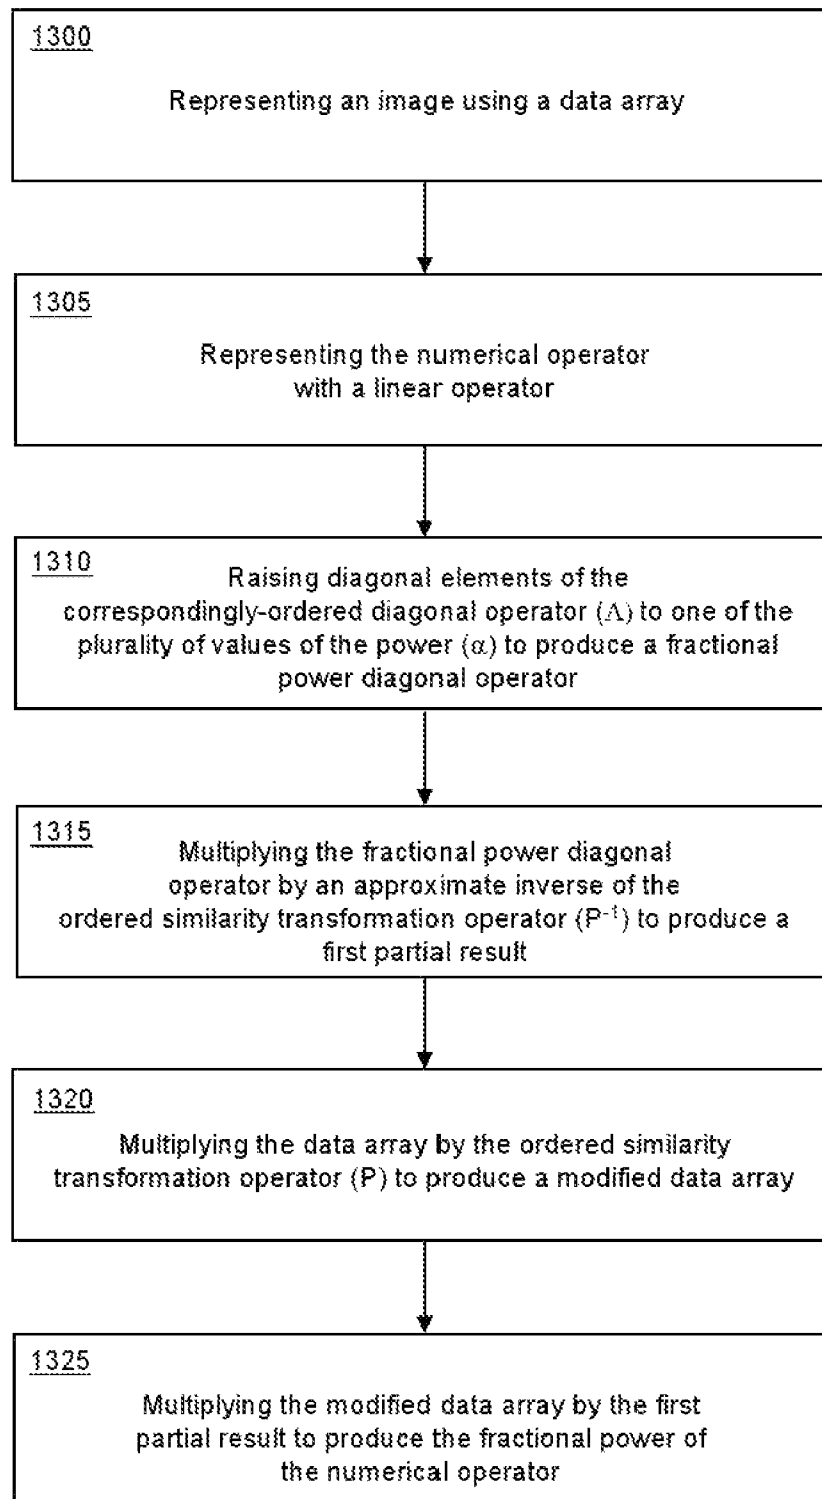 1300
Representing an image using a data array
1305
Representing the numerical operator
with a linear operator
1310
Raising diagonal elements of the
correspondingly-ordered diagonal operator (Λ) to one of the
plurality of values of the power (α) to produce a fractional
power diagonal operator
1315
Multiplying the fractional power diagonal
operator by an approximate inverse of the
ordered similarity transformation operator (P⁻¹) to produce a
first partial result
1320
Multiplying the data array by the ordered similarity
transformation operator (P) to produce a modified data array
1325
Multiplying the modified data array by the first
partial result to produce the fractional power of
the numerical operator